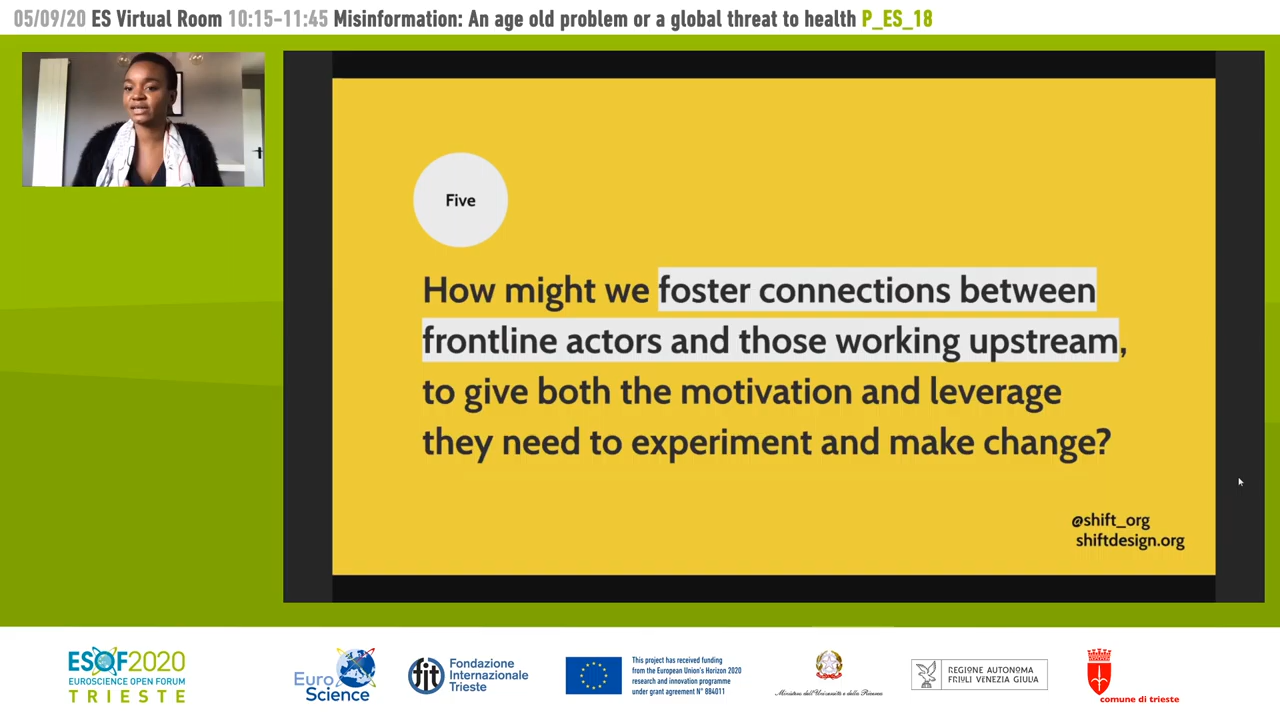 05/09/20 ES Virtual Room 10:15-11:45 Misinformation: An age old problem or a global threat to health P_ES_18
Five
How might we foster connections between
frontline actors and those working upstream,
to give both the motivation and leverage
they need to experiment and make change?
@shift_org
shiftdesign.org
ESOF2020
EUROSCIENCE OPEN FORUM
TRIESTE
Euro
Science
fit
Fondazione
Internazionale
Trieste
This project has received funding
from the European Union's Horizon 2020
research and innovation programme
under grant agreement N° 884011
Ministero dell'Università e della Ricerca
REGIONE AUTONOMA
FRIULI VENEZIA GIULIA
comune di trieste